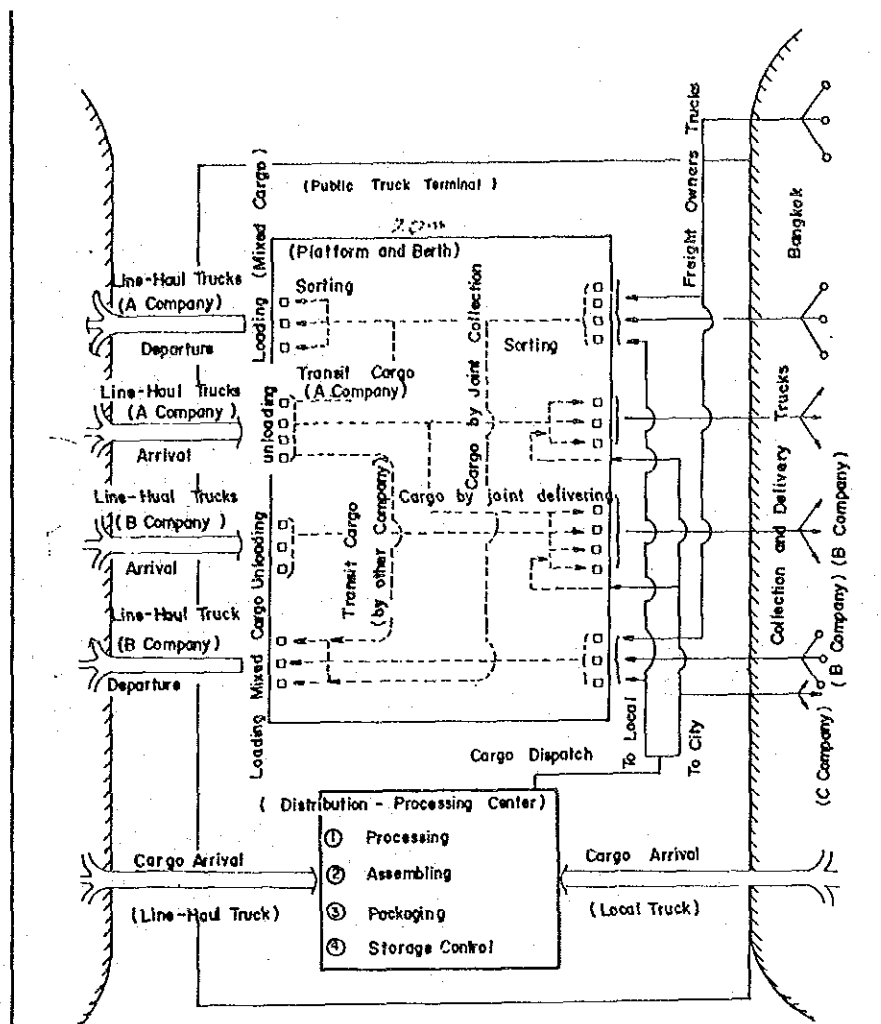 (Public Truck Terminal)
(Platform and Berth)
Loading (Mixed Cargo)
Line-Haul Trucks
(A Company)
Departure
Sorting
Transit Cargo
(A Company)
Cargo by Joint Collection
Sorting
Freight Owners Trucks
Bangkok
Line-Haul Trucks
(A Company)
Arrival
unloading
Line-Hual Trucks
(B Company)
Arrival
Cargo Unloading
Transit Cargo
(by other Company)
Cargo by joint delivering
Collection and Delivery Trucks
(B Company)
(B Company)
(C Company)
Line-Haul Truck
(B Company)
Departure
Loading Mixed
Cargo Dispatch
To Local
To City
(Distribution - Processing Center)
① Processing
② Assembling
③ Packaging
④ Storage Control
Cargo Arrival
(Line-Haul Truck)
Cargo Arrival
(Local Truck)